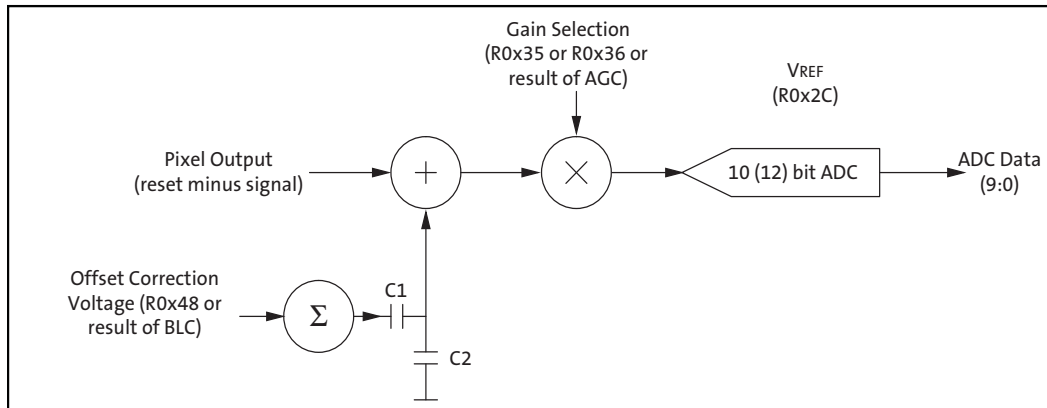 Gain Selection
(R0x35 or R0x36 or
result of AGC)
VREF
(R0x2C)
Pixel Output
(reset minus signal)
+
×
10 (12) bit ADC
ADC Data
(9:0)
Offset Correction
Voltage (R0x48 or
result of BLC)
Σ
C1
C2